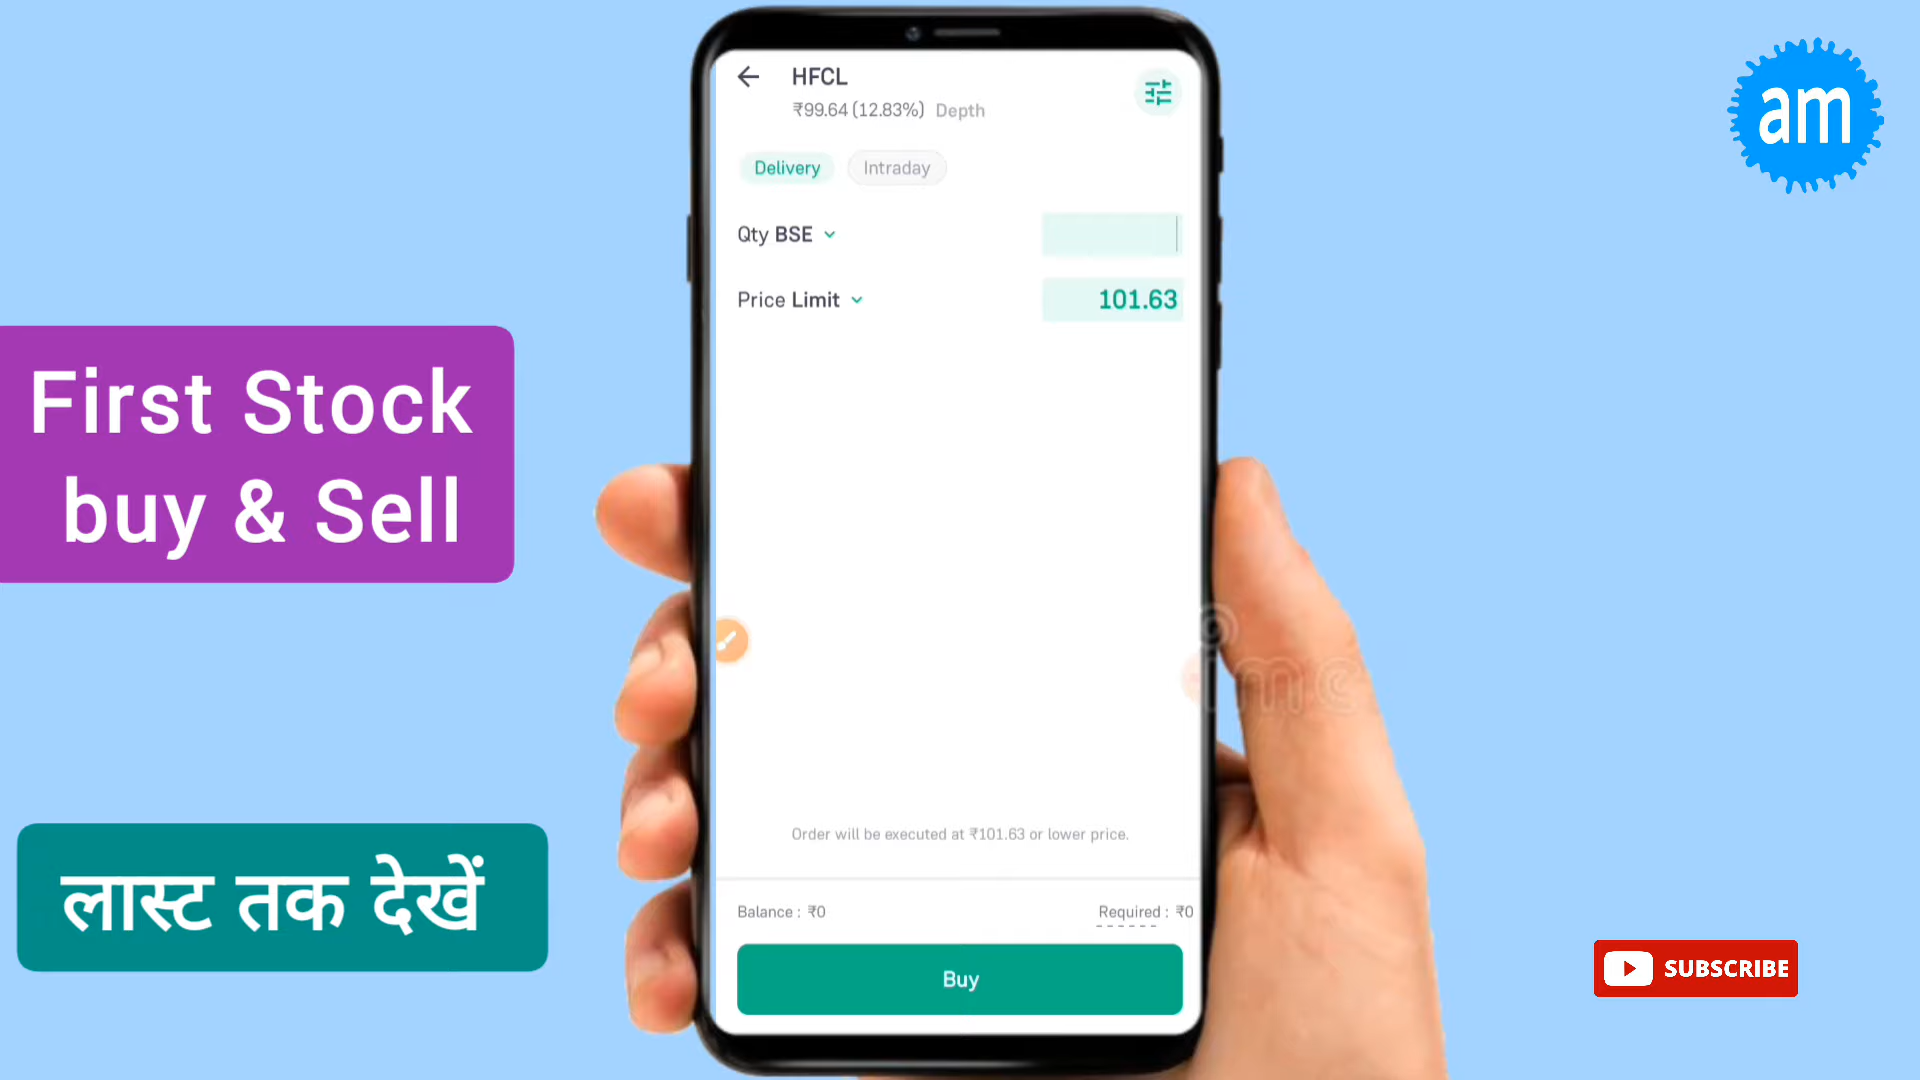 HFCL
₹99.64 (12.83%) Depth
Delivery Intraday
Qty BSE
Price Limit 101.63
First Stock
buy & Sell
लास्ट तक देखें
Order will be executed at ₹101.63 or lower price.
Balance : ₹0 Required : ₹0
Buy
am
SUBSCRIBE